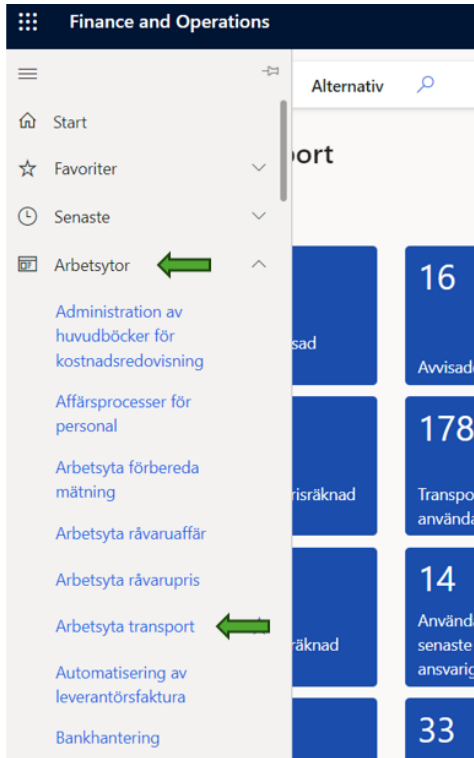 Finance and Operations
Alternativ
Start
Favoriter
Senaste
Arbetsytor
Administration av
huvudböcker för
kostnadsredovisning
Affärsprocesser för
personal
Arbetsyta förbereda
mätning
Arbetsyta råvaruaffär
Arbetsyta råvarupris
Arbetsyta transport
Automatisering av
leverantörsfaktura
Bankhantering
ort
sad
risräknad
räknad
16
Avvisade
178
Transpo
använda
14
Använda
senaste
ansvarig
33